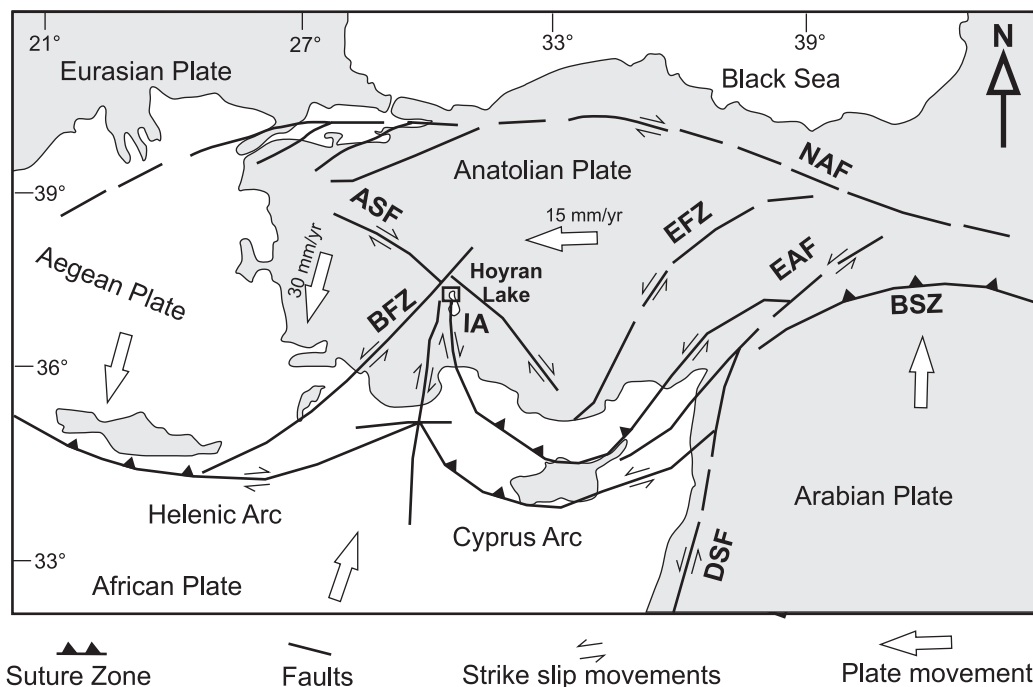 21°
27°
33°
39°
N
Eurasian Plate
Black Sea
NAF
Anatolian Plate
39°
ASF
15 mm/yr
EFZ
Aegean Plate
30 mm/yr
Hoyran
Lake
EAF
BFZ
IA
BSZ
36°
Arabian Plate
Helenic Arc
Cyprus Arc
DSF
33°
African Plate
Suture Zone
Faults
Strike slip movements
Plate movement